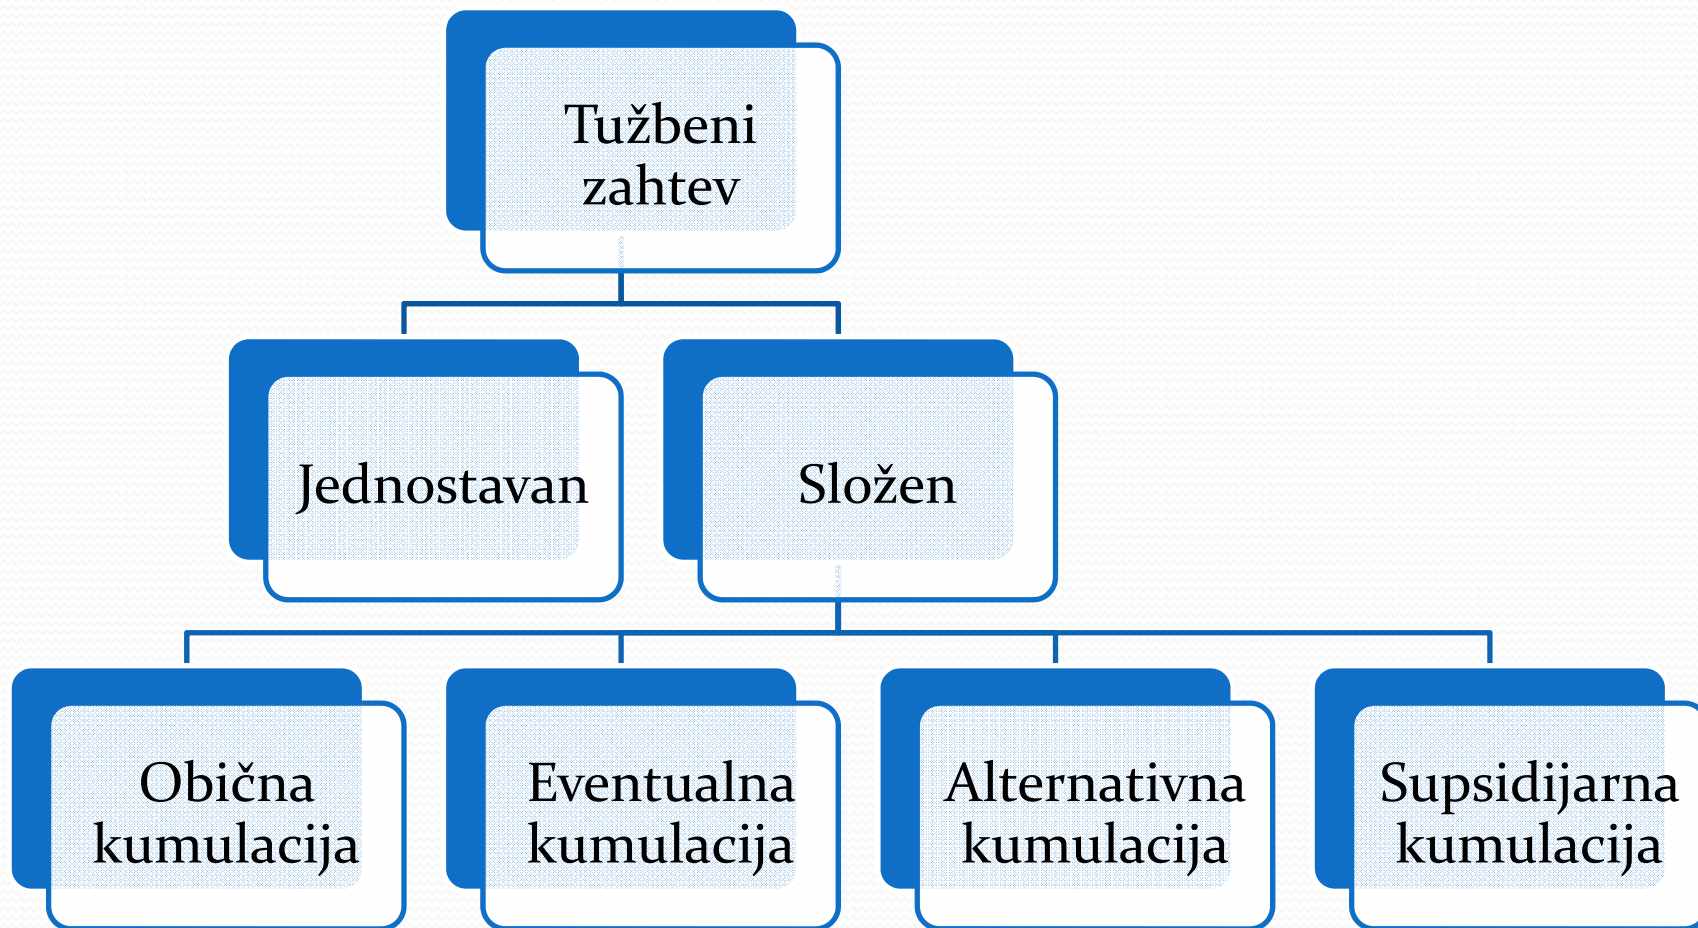 Tužbeni
zahtev
Jednostavan
Složen
Obična
kumulacija
Eventualna
kumulacija
Alternativna
kumulacija
Supsidijarna
kumulacija